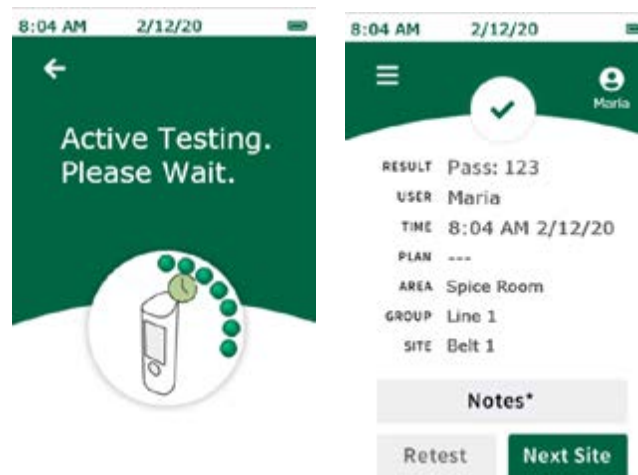 8:04 AM 2/12/20
Active Testing.
Please Wait.
8:04 AM 2/12/20
Maria
RESULT Pass: 123
USER Maria
TIME 8:04 AM 2/12/20
PLAN ---
AREA Spice Room
GROUP Line 1
SITE Belt 1
Notes*
Retest Next Site